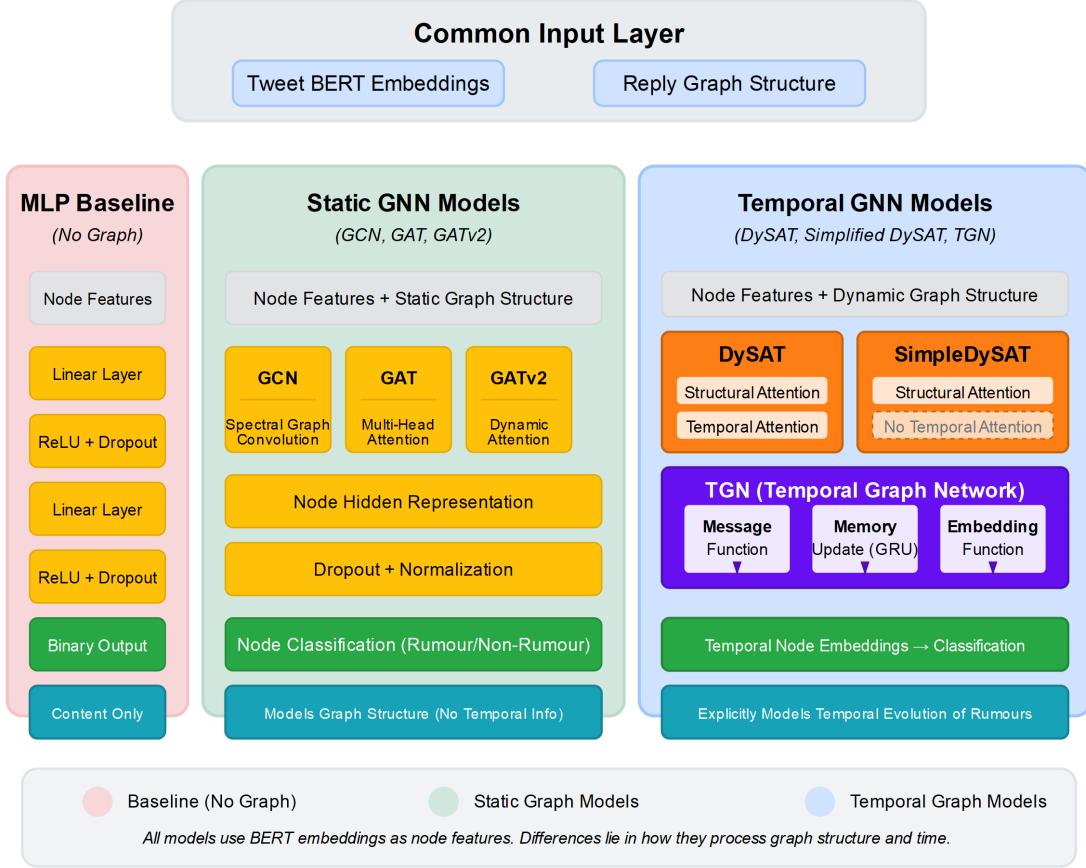 Common Input Layer
Tweet BERT Embeddings
Reply Graph Structure
MLP Baseline
(No Graph)
Node Features
Linear Layer
ReLU + Dropout
Linear Layer
ReLU + Dropout
Binary Output
Content Only
Static GNN Models
(GCN, GAT, GATv2)
Node Features + Static Graph Structure
GCN
Spectral Graph
Convolution
GAT
Multi-Head
Attention
GATv2
Dynamic
Attention
Node Hidden Representation
Dropout + Normalization
Node Classification (Rumour/Non-Rumour)
Models Graph Structure (No Temporal Info)
Temporal GNN Models
(DySAT, Simplified DySAT, TGN)
Node Features + Dynamic Graph Structure
DySAT
Structural Attention
Temporal Attention
SimpleDySAT
Structural Attention
No Temporal Attention
TGN (Temporal Graph Network)
Message
Function
Memory
Update (GRU)
Embedding
Function
Temporal Node Embeddings → Classification
Explicitly Models Temporal Evolution of Rumours
Baseline (No Graph)
Static Graph Models
Temporal Graph Models
All models use BERT embeddings as node features. Differences lie in how they process graph structure and time.